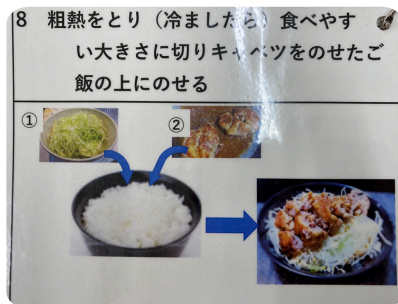 8 粗熱をとり（冷ましたら）食べやす
い大きさに切りキャベツをのせたご
飯の上にのせる
① ②